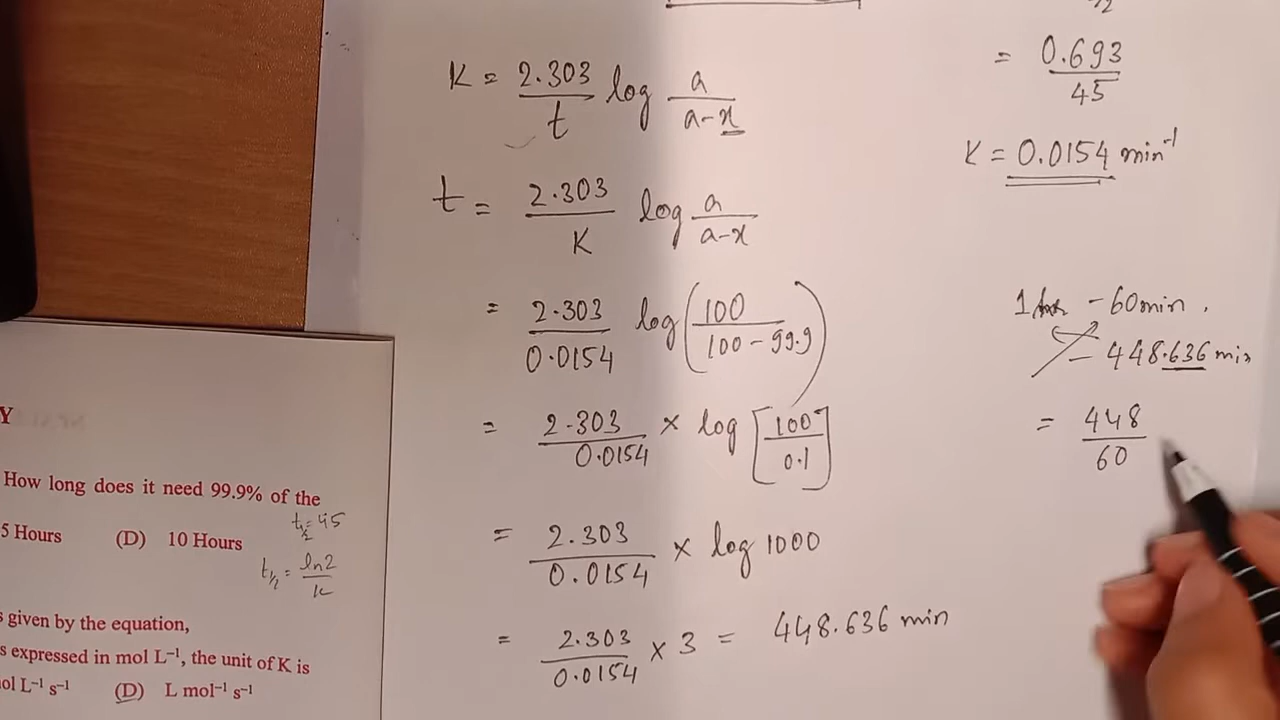 K = 2.303/t log a/a-x
t = 2.303/K log a/a-x
= 2.303/0.0154 log(100/100-99.9)
= 2.303/0.0154 × log[100/0.1]
= 2.303/0.0154 × log 1000
= 2.303/0.0154 × 3 = 448.636 min
= 0.693/45
K = 0.0154 min⁻¹
- 60 min.
- 448.636 min
= 448/60
Y
How long does it need 99.9% of the
t½ = 45
5 Hours (D) 10 Hours
t½ = ln2/k
given by the equation,
s expressed in mol L⁻¹, the unit of K is
ol L⁻¹ s⁻¹ (D) L mol⁻¹ s⁻¹